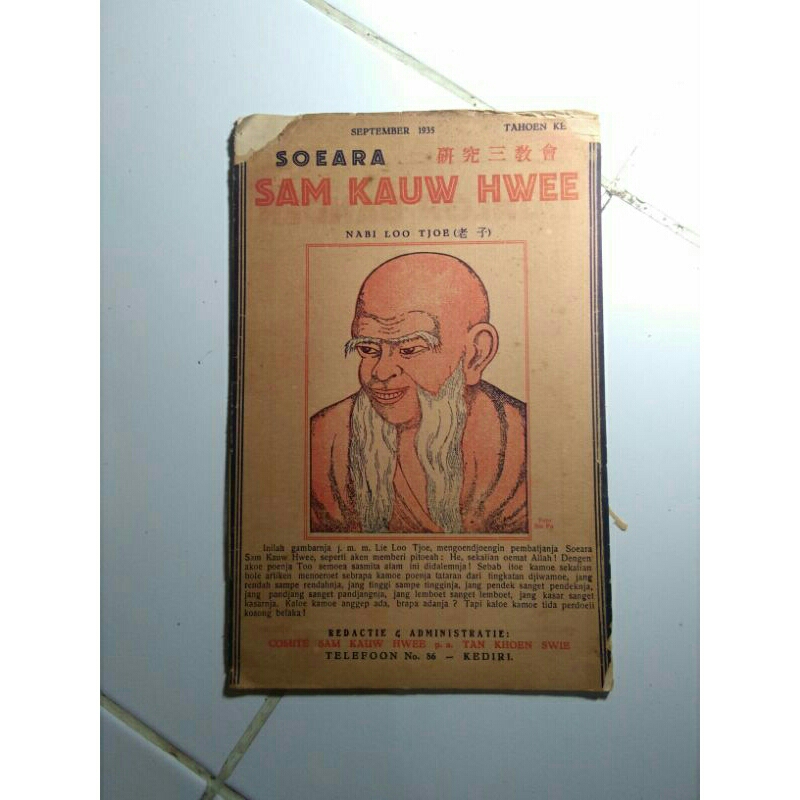 SEPTEMBER 1935 TAHOEN KE
SOEARA 研究三教會
SAM KAUW HWEE
NABI LOO TJOE (老子)
Inilah gambarnja j. m. m. Lie Loo Tjoe, mengoendjoengin pembatjanja Soeara
Sam Kauw Hwee, seperti aken memberi pitoeah: He, sekalian oemat Allah! Dengen
akoe poenja Too semoea saamita alam ini didalemnja! Sebab itoe kamoe sekalian
bole artiken menoeroet sebrapa kamoe poenja tataran dari tingkatan djiwamoe, jang
rendah sampe rendahnja, jang tinggi sampe tingginja, jang pendek sanget pendeknja,
jang pandjang sanget pandjangnja, jang lemboet sanget lemboet, jang kasar sanget
kasarnja. Kaloe kamoe anggep ada, brapa adanja? Tapi kaloe kamoe tida perdoeli
kosong belaka!
REDACTIE & ADMINISTRATIE:
COMITE SAM KAUW HWEE p. a. TAN KHOEN SWIE
TELEFOON No. 56 — KEDIRI.